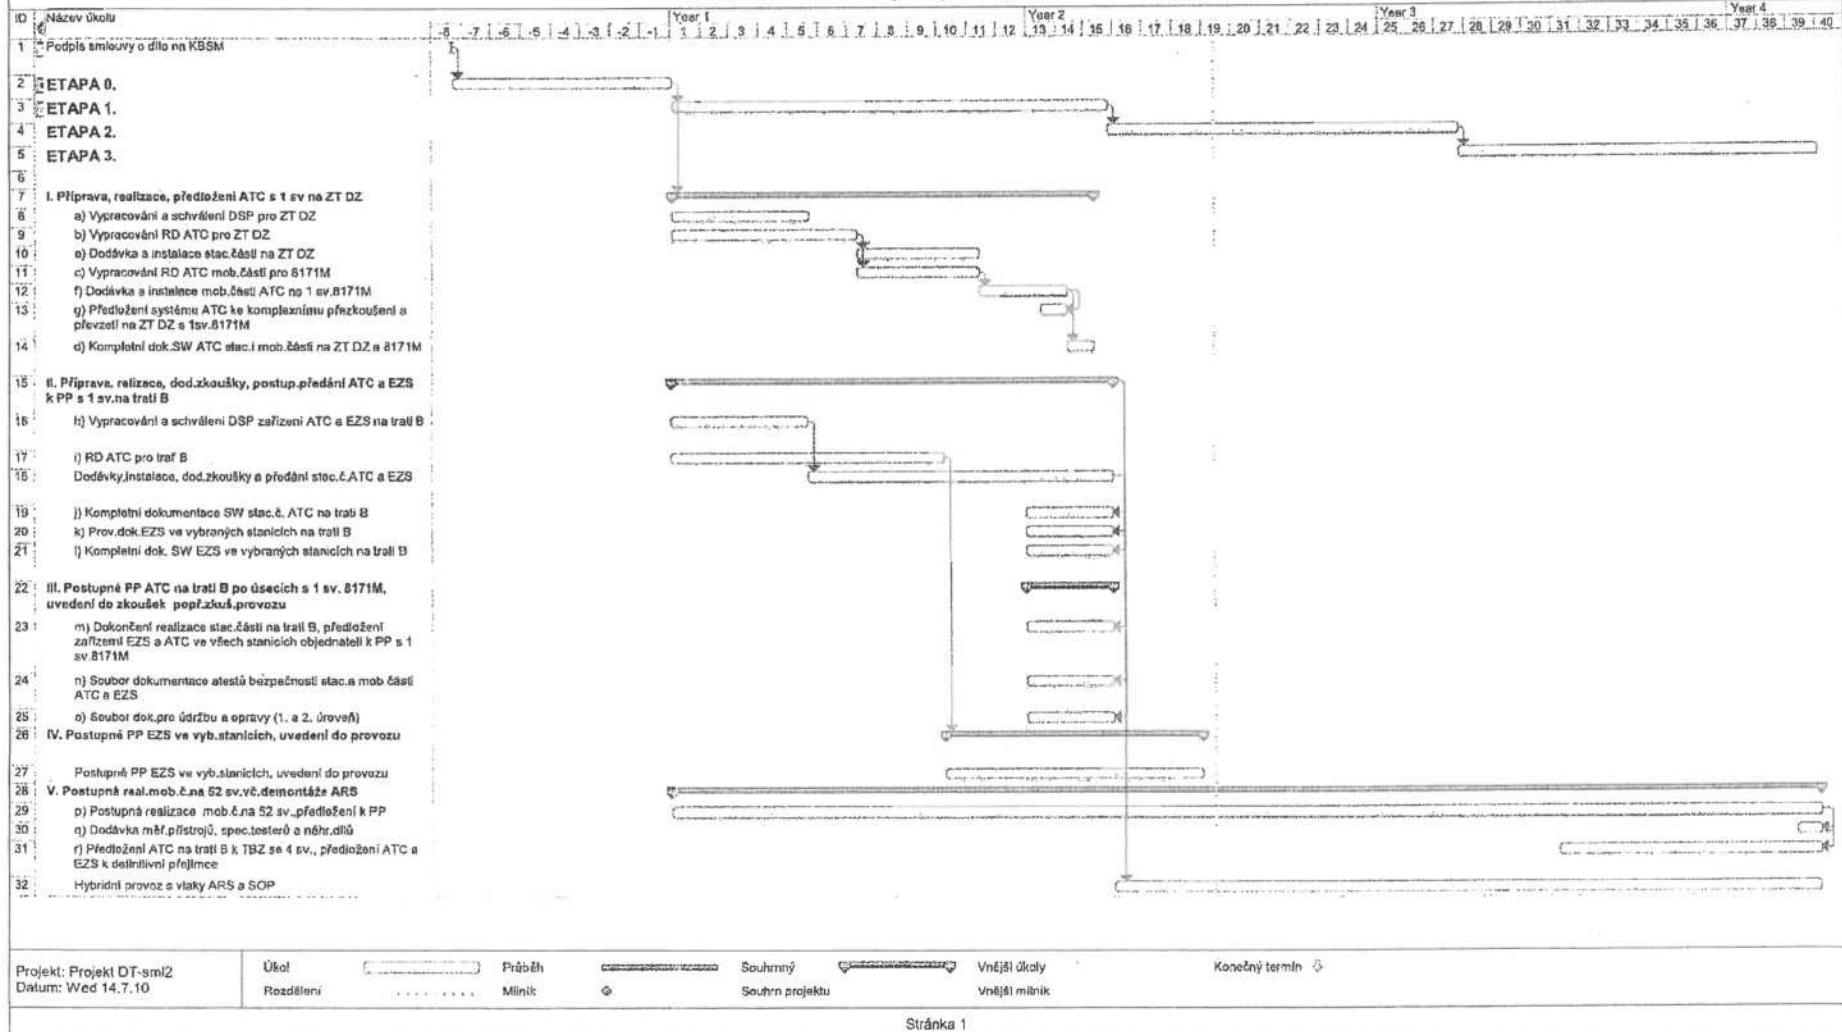 ID Název úkolu
Year 1 Year 2 Year 3 Year 4
-8 -7 -6 -5 -4 -3 -2 -1 1 2 3 4 5 6 7 8 9 10 11 12 13 14 15 16 17 18 19 20 21 22 23 24 25 26 27 28 29 30 31 32 33 34 35 36 37 38 39 40
1 Podpis smlouvy o dílo na KBSM
2 ETAPA 0.
3 ETAPA 1.
4 ETAPA 2.
5 ETAPA 3.
6
7 I. Příprava, realizace, předložení ATC s 1 sv na ZT DZ
8 a) Vypracování a schválení DSP pro ZT DZ
9 b) Vypracování RD ATC pro ZT DZ
10 e) Dodávka a instalace stac.částí na ZT DZ
11 c) Vypracování RD ATC mob.částí pro 8171M
12 f) Dodávka a instalace mob.částí ATC no 1 sv.8171M
13 g) Předložení systému ATC ke komplexnímu přezkoušení a
převzetí na ZT DZ s 1sv.8171M
14 d) Kompletní dok.SW ATC stac.i mob.části na ZT DZ a 8171M
15 II. Příprava, relizace, dod.zkoušky, postup.předání ATC a EZS
k PP s 1 sv.na trati B
16 h) Vypracování a schválení DSP zařízení ATC a EZS na trati B
17 i) RD ATC pro trať B
18 Dodávky,instalace, dod.zkoušky a předání stac.č.ATC a EZS
19 j) Kompletní dokumentace SW stac.č. ATC na trati B
20 k) Prov.dok.EZS ve vybraných stanicích na trati B
21 l) Kompletní dok. SW EZS ve vybraných stanicích na trati B
22 III. Postupné PP ATC na trati B po úsecích s 1 sv. 8171M,
uvedení do zkoušek popř.zkuš.provozu
23 m) Dokončení realizace stac.části na trati B, předložení
zařízemí EZS a ATC ve všech stanicích objednateli k PP s 1
sv.8171M
24 n) Soubor dokumentace atestů bezpečnosti stac.a mob částí
ATC a EZS
25 o) Soubor dok.pro údržbu a opravy (1. a 2. úroveň)
26 IV. Postupné PP EZS ve vyb.stanicích, uvedení do provozu
27 Postupné PP EZS ve vyb.stanicích, uvedení do provozu
28 V. Postupná real.mob.č.na 52 sv.vč.demontáže ARS
29 p) Postupná realizace mob.č.na 52 sv.,předložení k PP
30 q) Dodávka měř.přístrojů, spec.testerů a náhr.dílů
31 r) Předložení ATC na trati B k TBZ se 4 sv., předložení ATC a
EZS k definitivní přejímce
32 Hybridní provoz s vlaky ARS a SOP
Projekt: Projekt DT-sml2
Datum: Wed 14.7.10
Úkol Průběh Souhrnný Vnější úkoly Konečný termín
Rozdělení Milník Souhrn projektu Vnější milník
Stránka 1